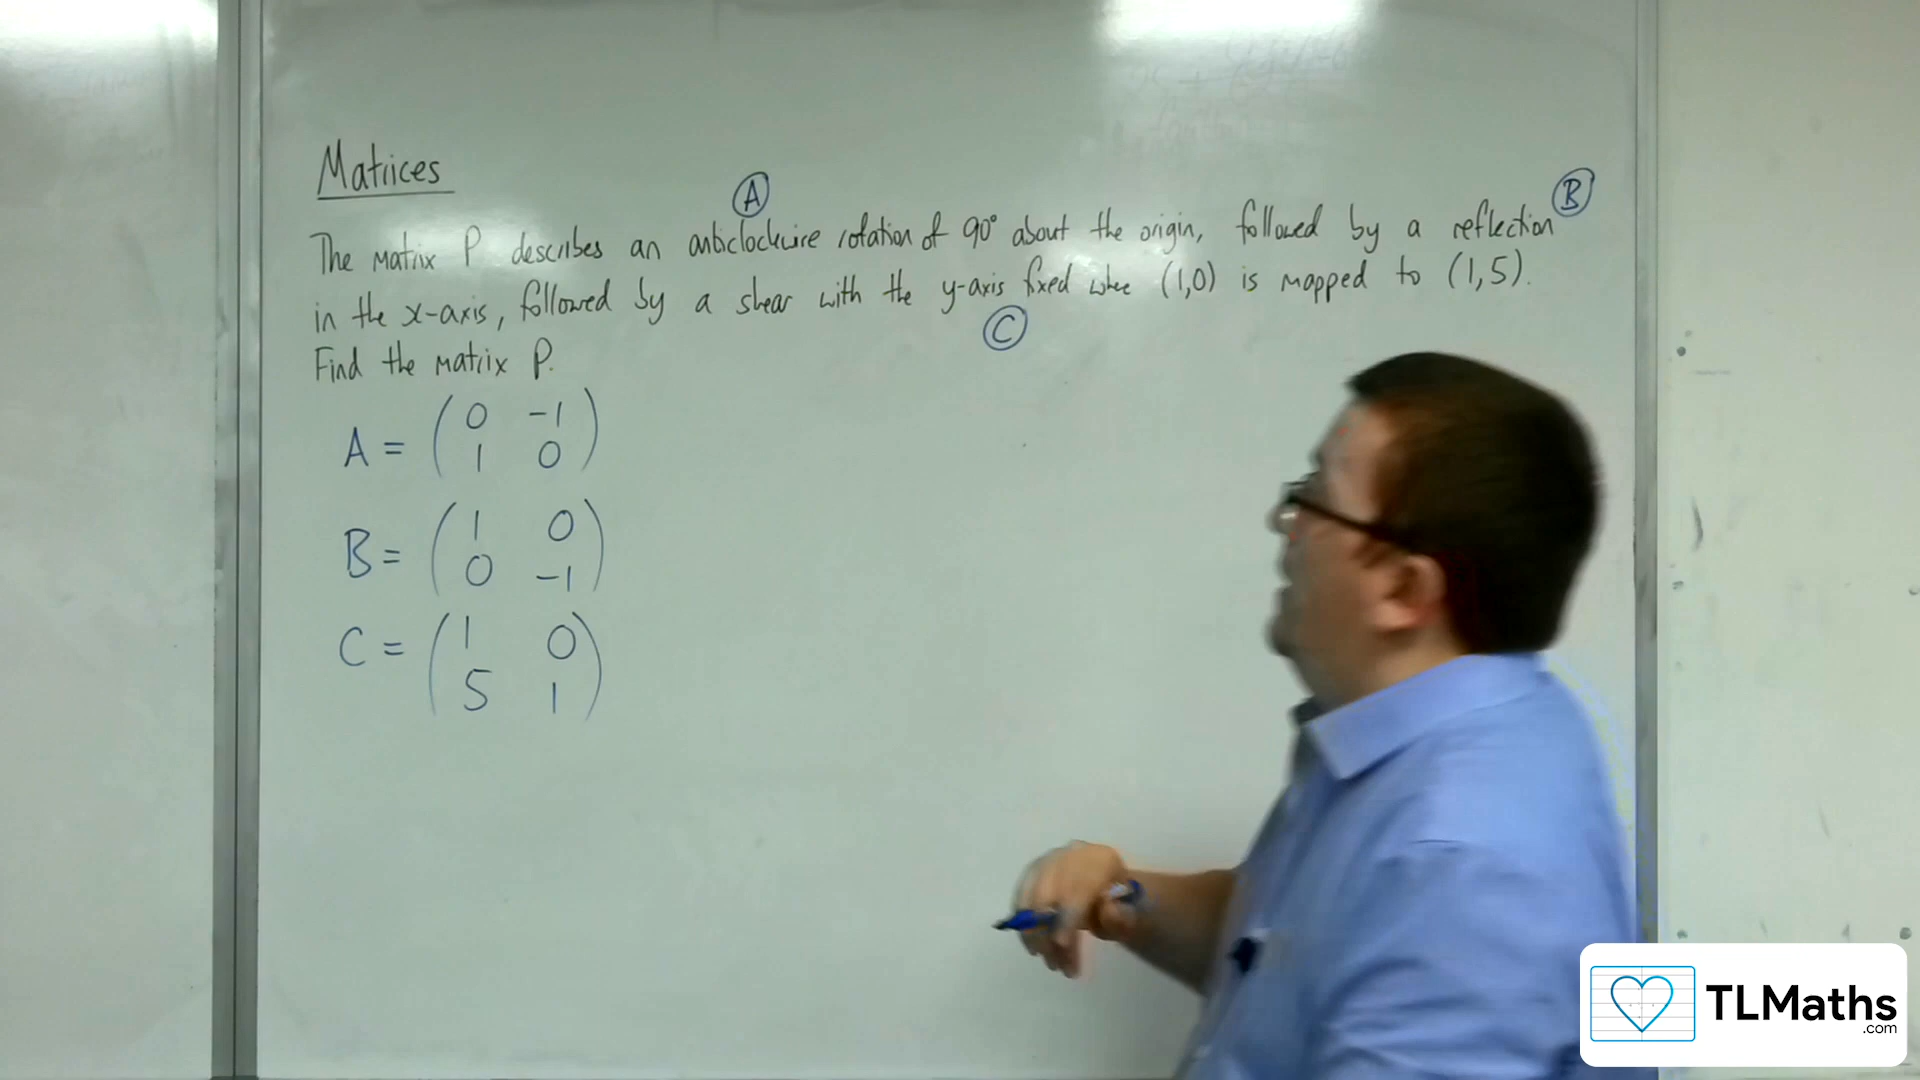 Matrices
Ⓐ Ⓑ
The matrix P describes an anticlockwise rotation of 90° about the origin, followed by a reflection
in the x-axis, followed by a shear with the y-axis fixed where (1,0) is mapped to (1,5).
Ⓒ
Find the matrix P.
A = ( 0 -1
1 0 )
B = ( 1 0
0 -1 )
C = ( 1 0
5 1 )
TLMaths
.com